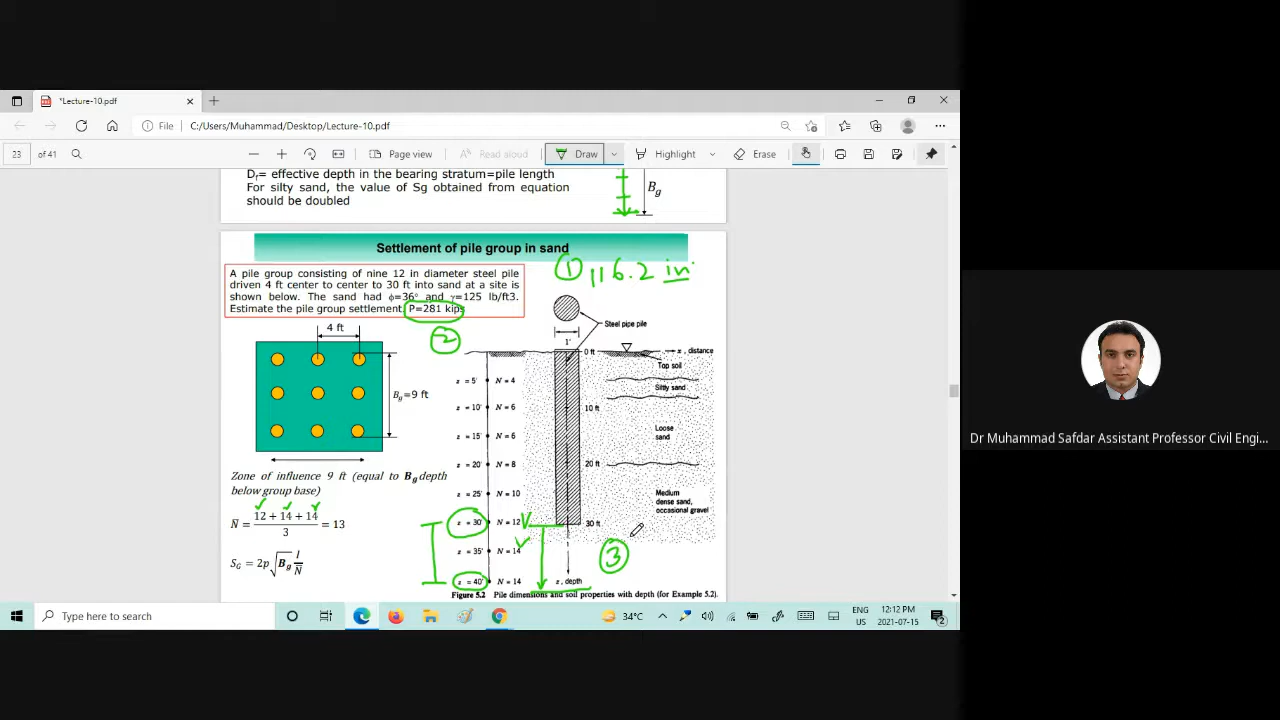 *Lecture-10.pdf
File C:/Users/Muhammad/Desktop/Lecture-10.pdf
23 of 41 Page view Read aloud Draw Highlight Erase
Df= effective depth in the bearing stratum=pile length
For silty sand, the value of Sg obtained from equation
should be doubled
Bg
Settlement of pile group in sand
A pile group consisting of nine 12 in diameter steel pile
driven 4 ft center to center to 30 ft into sand at a site is
shown below. The sand had ϕ=36° and γ=125 lb/ft3.
Estimate the pile group settlement. P=281 kips
① 116.2 in
②
4 ft
Bg=9 ft
Steel pipe pile
1'
0 ft
x, distance
Top soil
Silty sand
z = 5' N = 4
z = 10' N = 6
10 ft
z = 15' N = 6
Loose
sand
z = 20' N = 8
20 ft
z = 25' N = 10
Medium
dense sand,
occasional gravel
z = 30' N = 12
30 ft
z = 35' N = 14
③
z = 40' N = 14
z, depth
Figure 5.2 Pile dimensions and soil properties with depth (for Example 5.2).
Zone of influence 9 ft (equal to Bg depth
below group base)
N̄ = (12 + 14 + 14)/3 = 13
SG = 2p√Bg I/N̄
Dr Muhammad Safdar Assistant Professor Civil Engi...
Type here to search
34°C
ENG
US
12:12 PM
2021-07-15
2